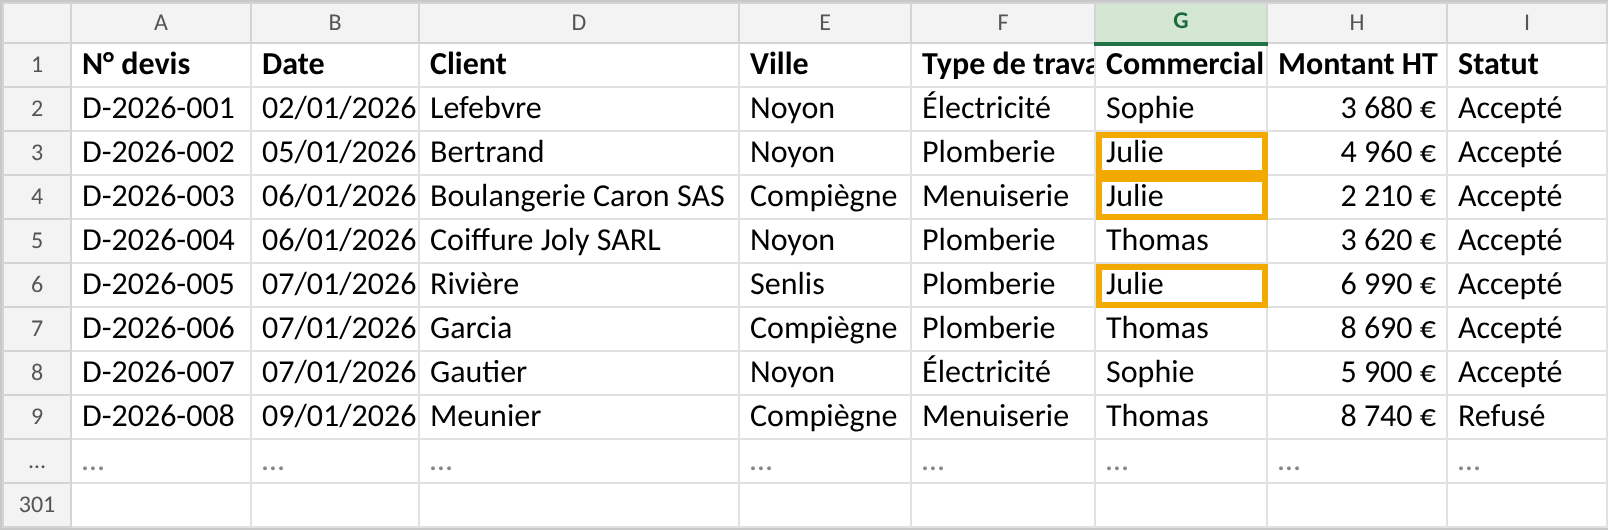 A B D E F G H I
1 N° devis Date Client Ville Type de trava Commercial Montant HT Statut
2 D-2026-001 02/01/2026 Lefebvre Noyon Électricité Sophie 3 680 € Accepté
3 D-2026-002 05/01/2026 Bertrand Noyon Plomberie Julie 4 960 € Accepté
4 D-2026-003 06/01/2026 Boulangerie Caron SAS Compiègne Menuiserie Julie 2 210 € Accepté
5 D-2026-004 06/01/2026 Coiffure Joly SARL Noyon Plomberie Thomas 3 620 € Accepté
6 D-2026-005 07/01/2026 Rivière Senlis Plomberie Julie 6 990 € Accepté
7 D-2026-006 07/01/2026 Garcia Compiègne Plomberie Thomas 8 690 € Accepté
8 D-2026-007 07/01/2026 Gautier Noyon Électricité Sophie 5 900 € Accepté
9 D-2026-008 09/01/2026 Meunier Compiègne Menuiserie Thomas 8 740 € Refusé
... ... ... ... ... ... ... ... ...
301